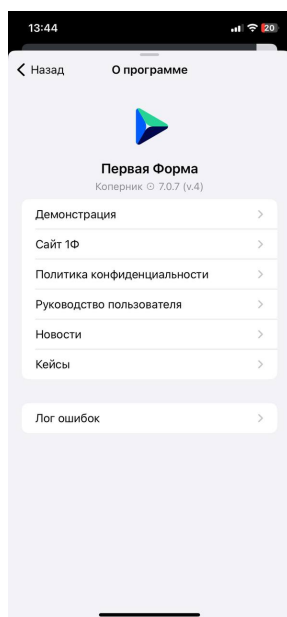 13:44
20
Назад
О программе
Первая Форма
Коперник ☉ 7.0.7 (v.4)
Демонстрация
Сайт 1Ф
Политика конфиденциальности
Руководство пользователя
Новости
Кейсы
Лог ошибок